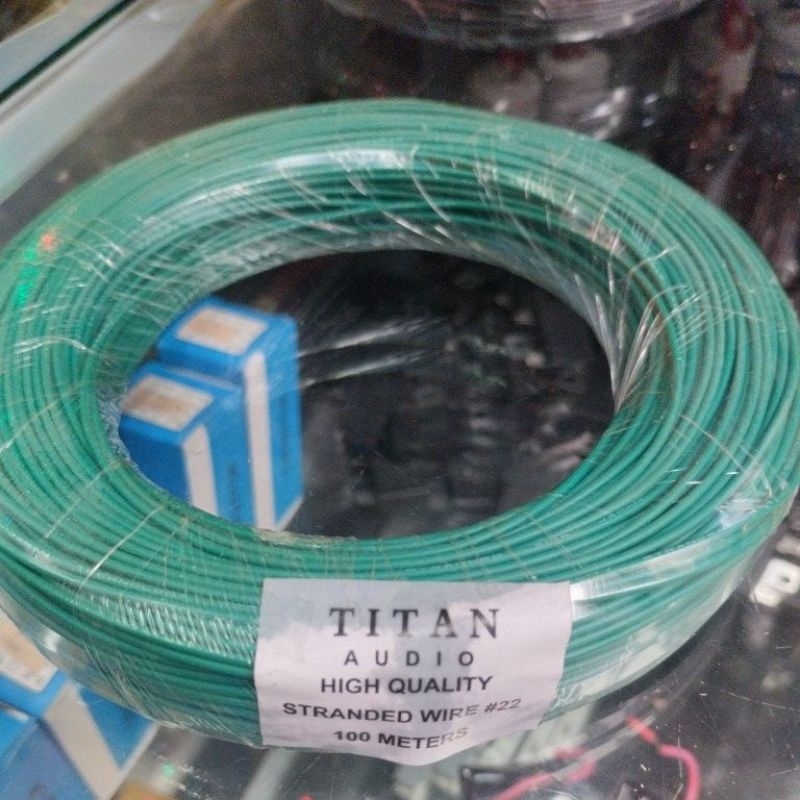 TITAN
AUDIO
HIGH QUALITY
STRANDED WIRE #22
100 METERS